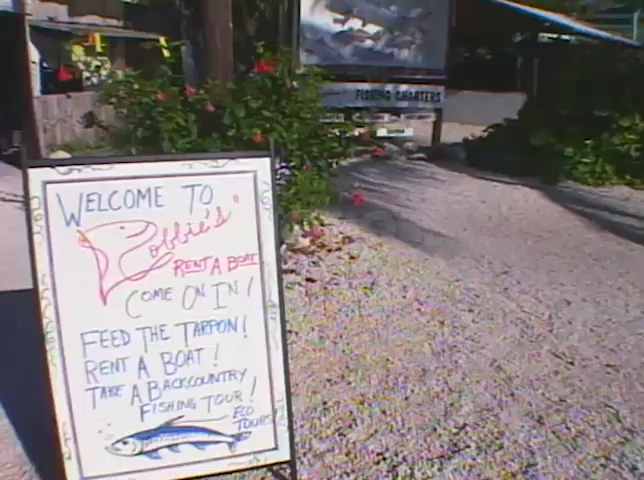 FISHING CHARTERS
WELCOME TO
Robbie's
RENT A BOAT
COME ON IN!
FEED THE TARPON!
RENT A BOAT!
TAKE A BACKCOUNTRY
FISHING TOUR!
ECO
TOURS